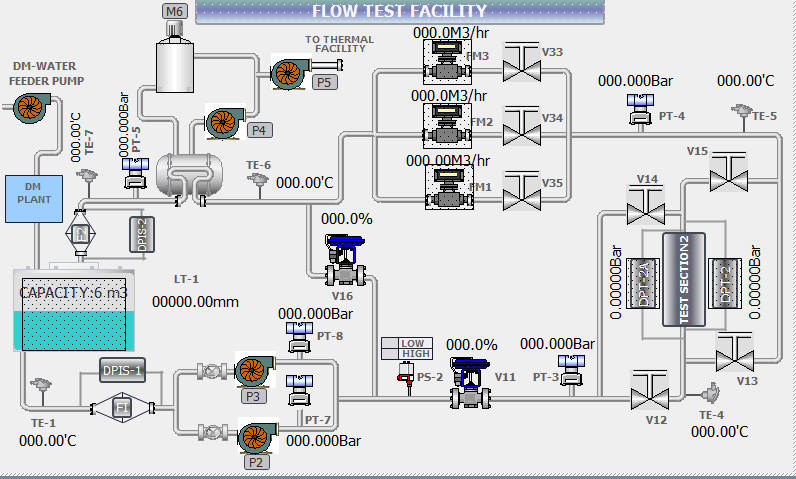 FLOW TEST FACILITY
M6
TO THERMAL
FACILITY
P5
DM-WATER
FEEDER PUMP
000.0M3/hr
FM3
V33
000.000Bar
PT-4
000.00'C
TE-5
000.00'C
TE-7
000.000Bar
PT-5
P4
000.0M3/hr
FM2
V34
TE-6
000.00'C
000.00M3/hr
FM1
V35
V15
V14
DM
PLANT
F2
DPIS-2
000.0%
V16
0.00000Bar
DPT-2A
TEST SECTION2
DPT-2
0.00000Bar
CAPACITY:6 m3
LT-1
00000.00mm
000.000Bar
PT-8
LOW
HIGH
PS-2
000.0%
V11
000.000Bar
PT-3
V13
DPIS-1
P3
TE-1
000.00'C
F1
PT-7
000.000Bar
P2
V12
TE-4
000.00'C